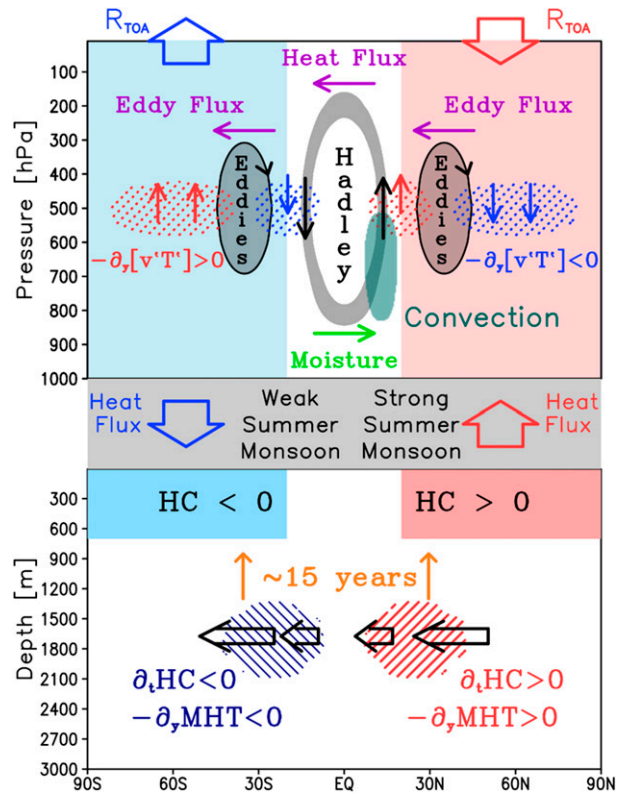 R_TOA
R_TOA
Heat Flux
Eddy Flux
Eddy Flux
Pressure [hPa]
100
200
300
400
500
600
700
800
900
1000
Eddies
Hadley
Eddies
−∂ᵧ[v'T']>0
−∂ᵧ[v'T']<0
Convection
Moisture
Heat
Flux
Weak
Summer
Monsoon
Strong
Summer
Monsoon
Heat
Flux
Depth [m]
300
600
900
1200
1500
1800
2100
2400
2700
3000
HC < 0
HC > 0
~15 years
∂ₜHC<0
−∂ᵧMHT<0
∂ₜHC>0
−∂ᵧMHT>0
90S 60S 30S EQ 30N 60N 90N